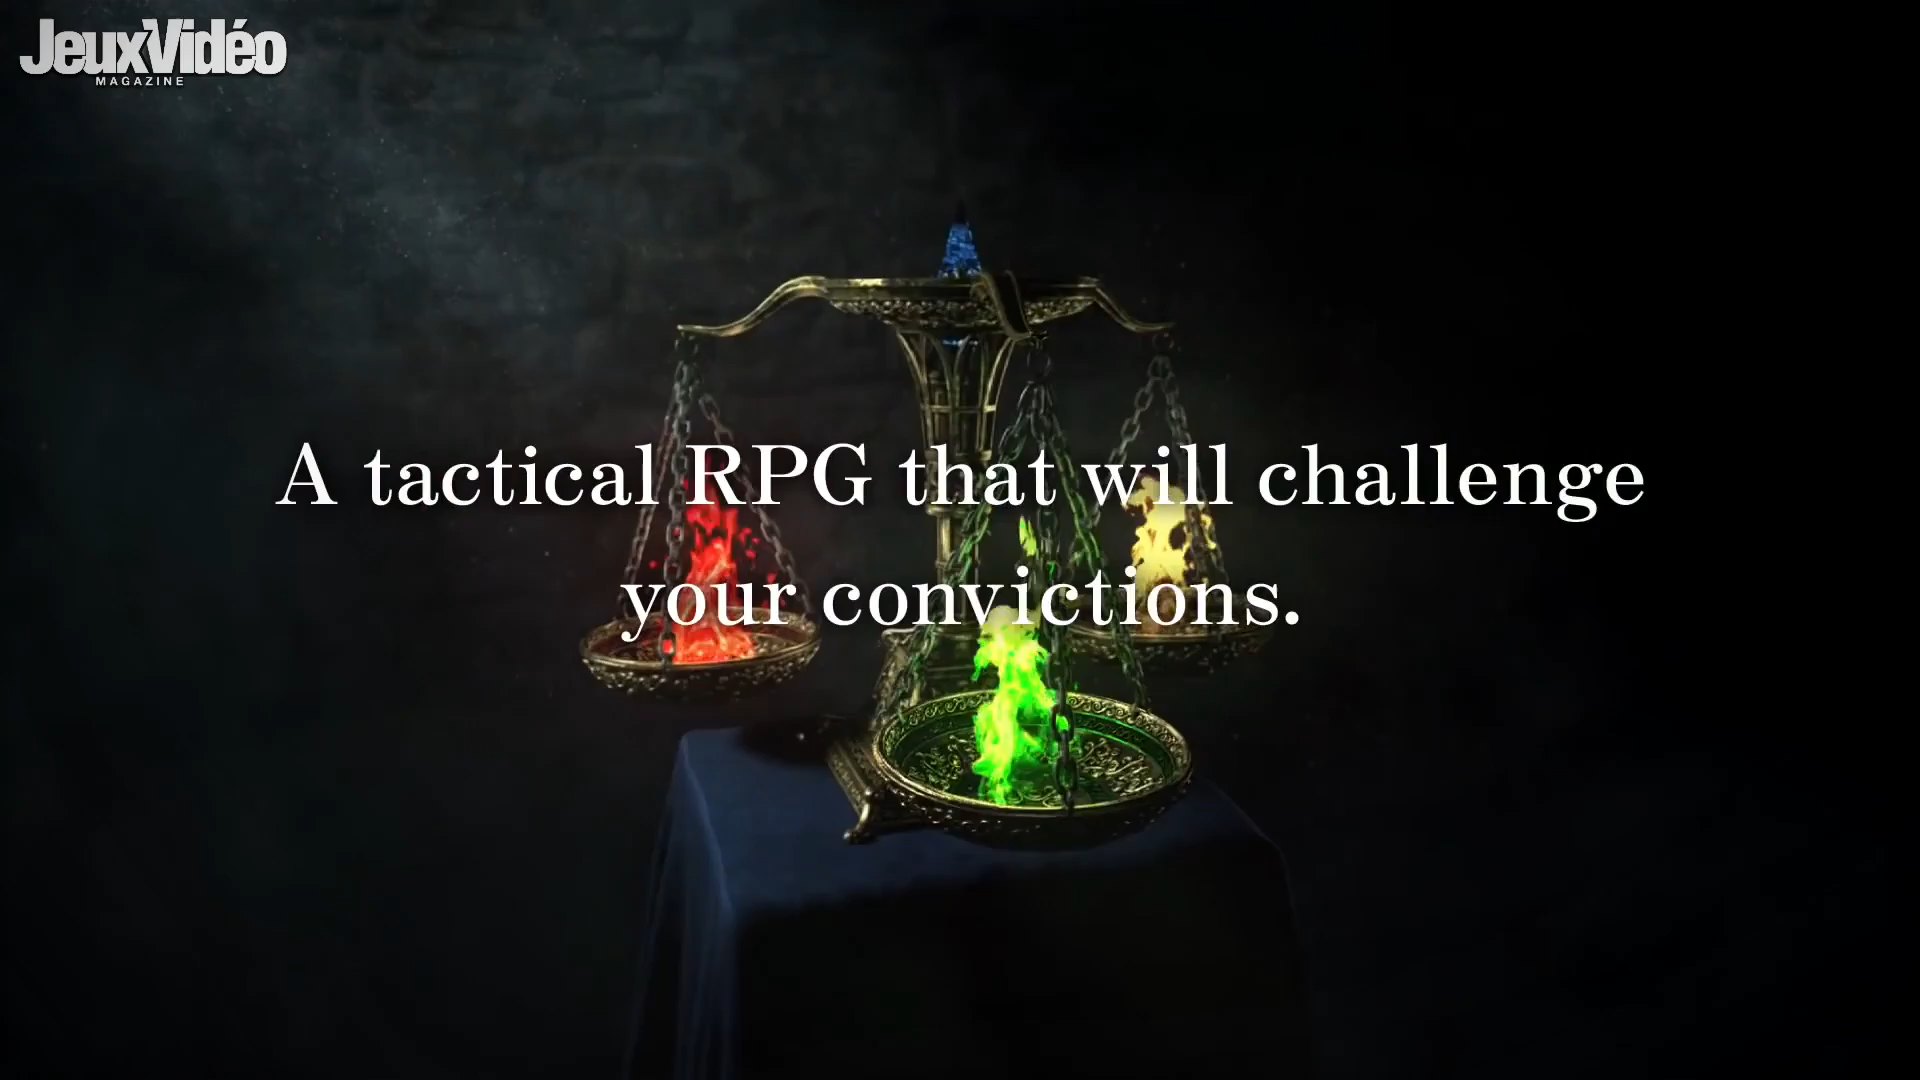 JeuxVidéo
MAGAZINE
A tactical RPG that will challenge
your convictions.